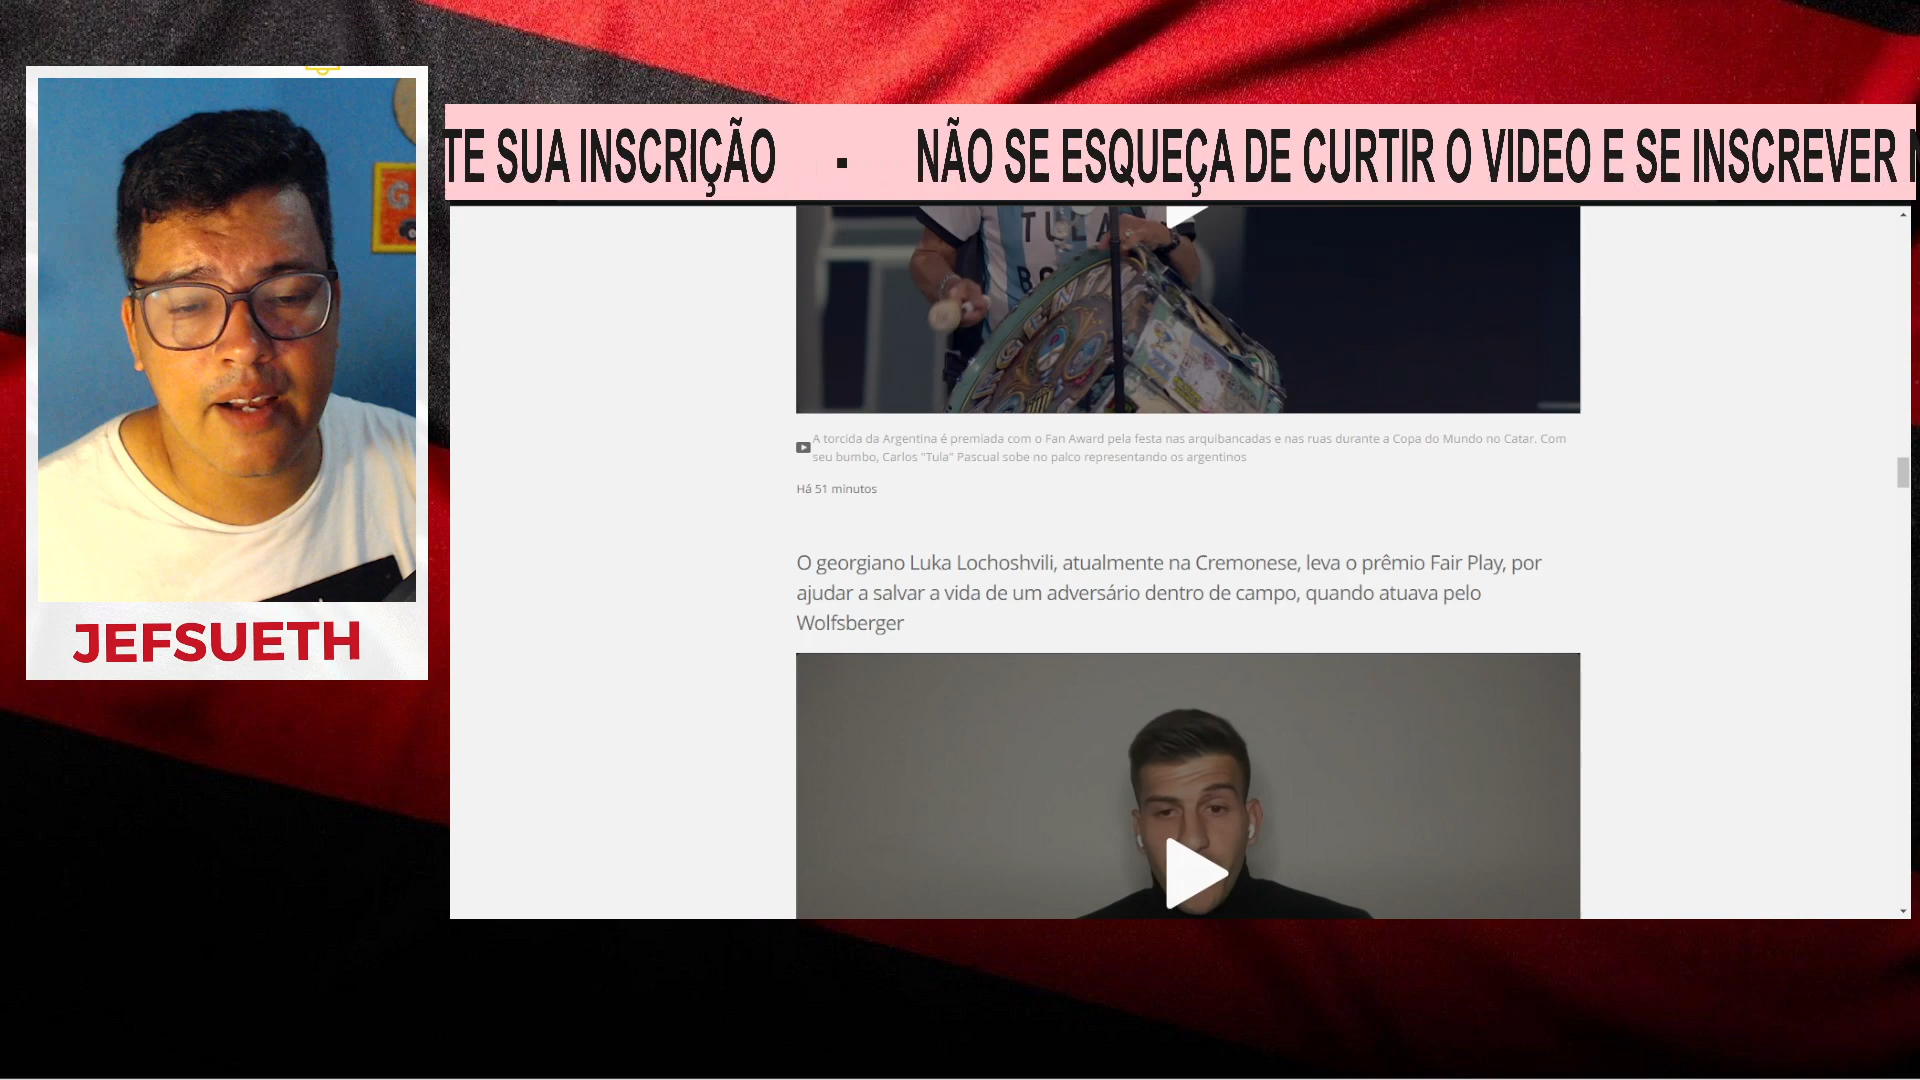 TE SUA INSCRIÇÃO - NÃO SE ESQUEÇA DE CURTIR O VIDEO E SE INSCREVER
TULA
A torcida da Argentina é premiada com o Fan Award pela festa nas arquibancadas e nas ruas durante a Copa do Mundo no Catar. Com
seu bumbo, Carlos "Tula" Pascual sobe no palco representando os argentinos
Há 51 minutos
O georgiano Luka Lochoshvili, atualmente na Cremonese, leva o prêmio Fair Play, por
ajudar a salvar a vida de um adversário dentro de campo, quando atuava pelo
Wolfsberger
JEFSUETH